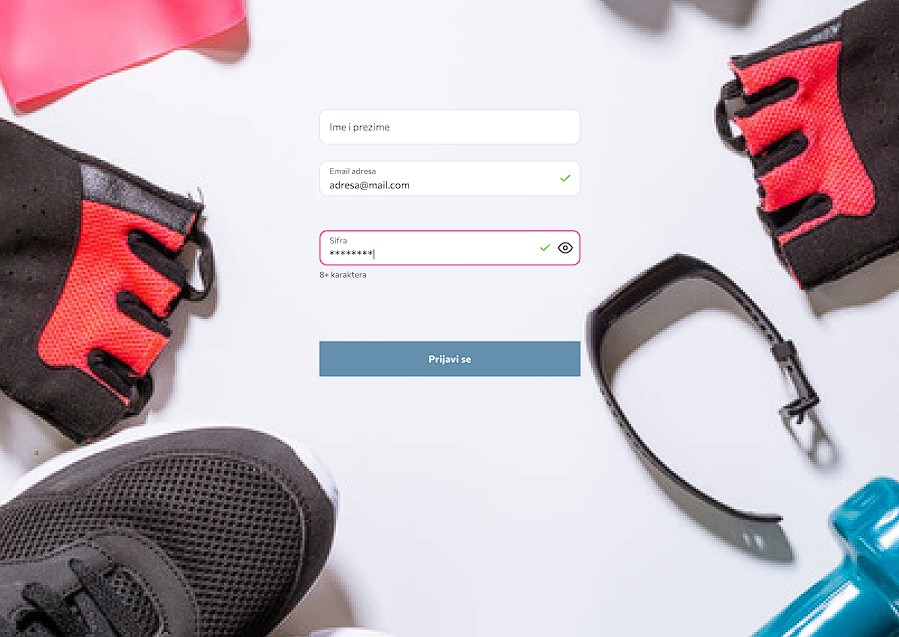 Ime i prezime
Email adresa
adresa@mail.com
Sifra
********
8+ karaktera
Prijavi se